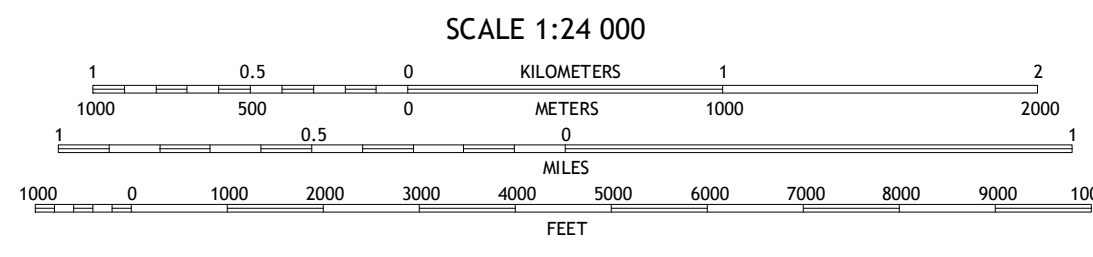 SCALE 1:24 000
1 0.5 0 KILOMETERS 1 2
1000 500 0 METERS 1000 2000
1 0.5 0 1
MILES
1000 0 1000 2000 3000 4000 5000 6000 7000 8000 9000
FEET